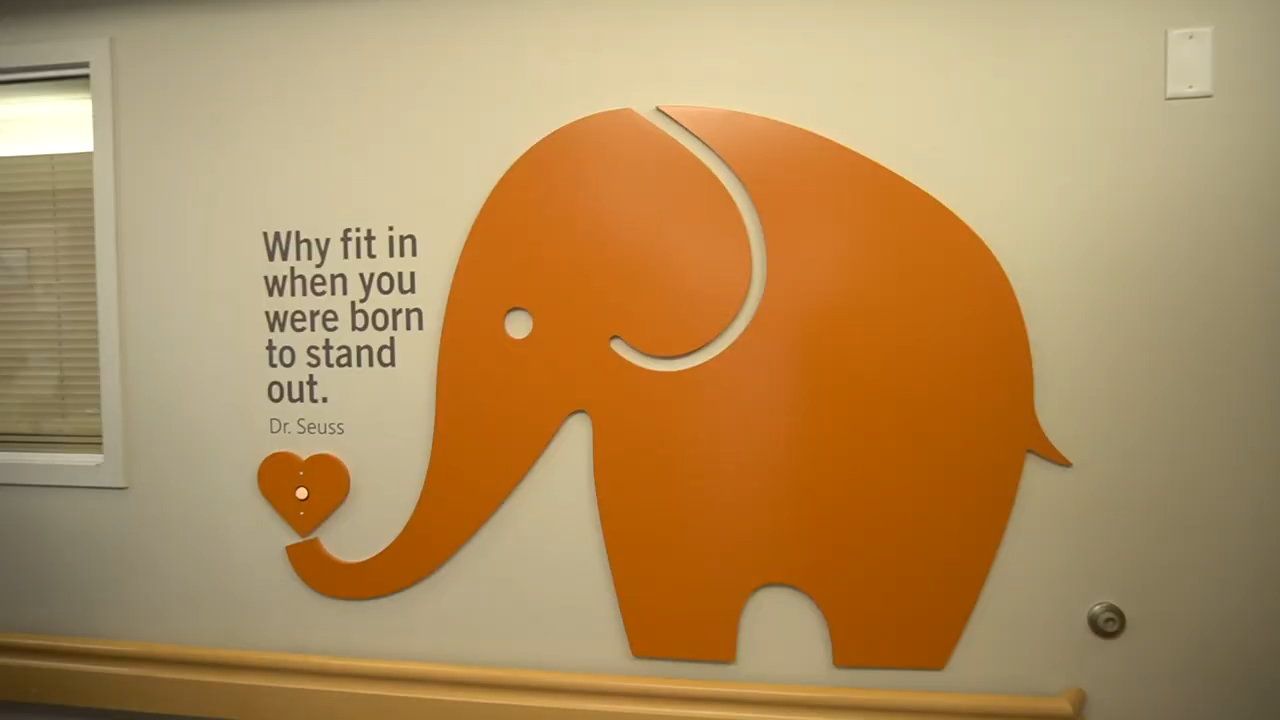 Why fit in
when you
were born
to stand
out.
Dr. Seuss